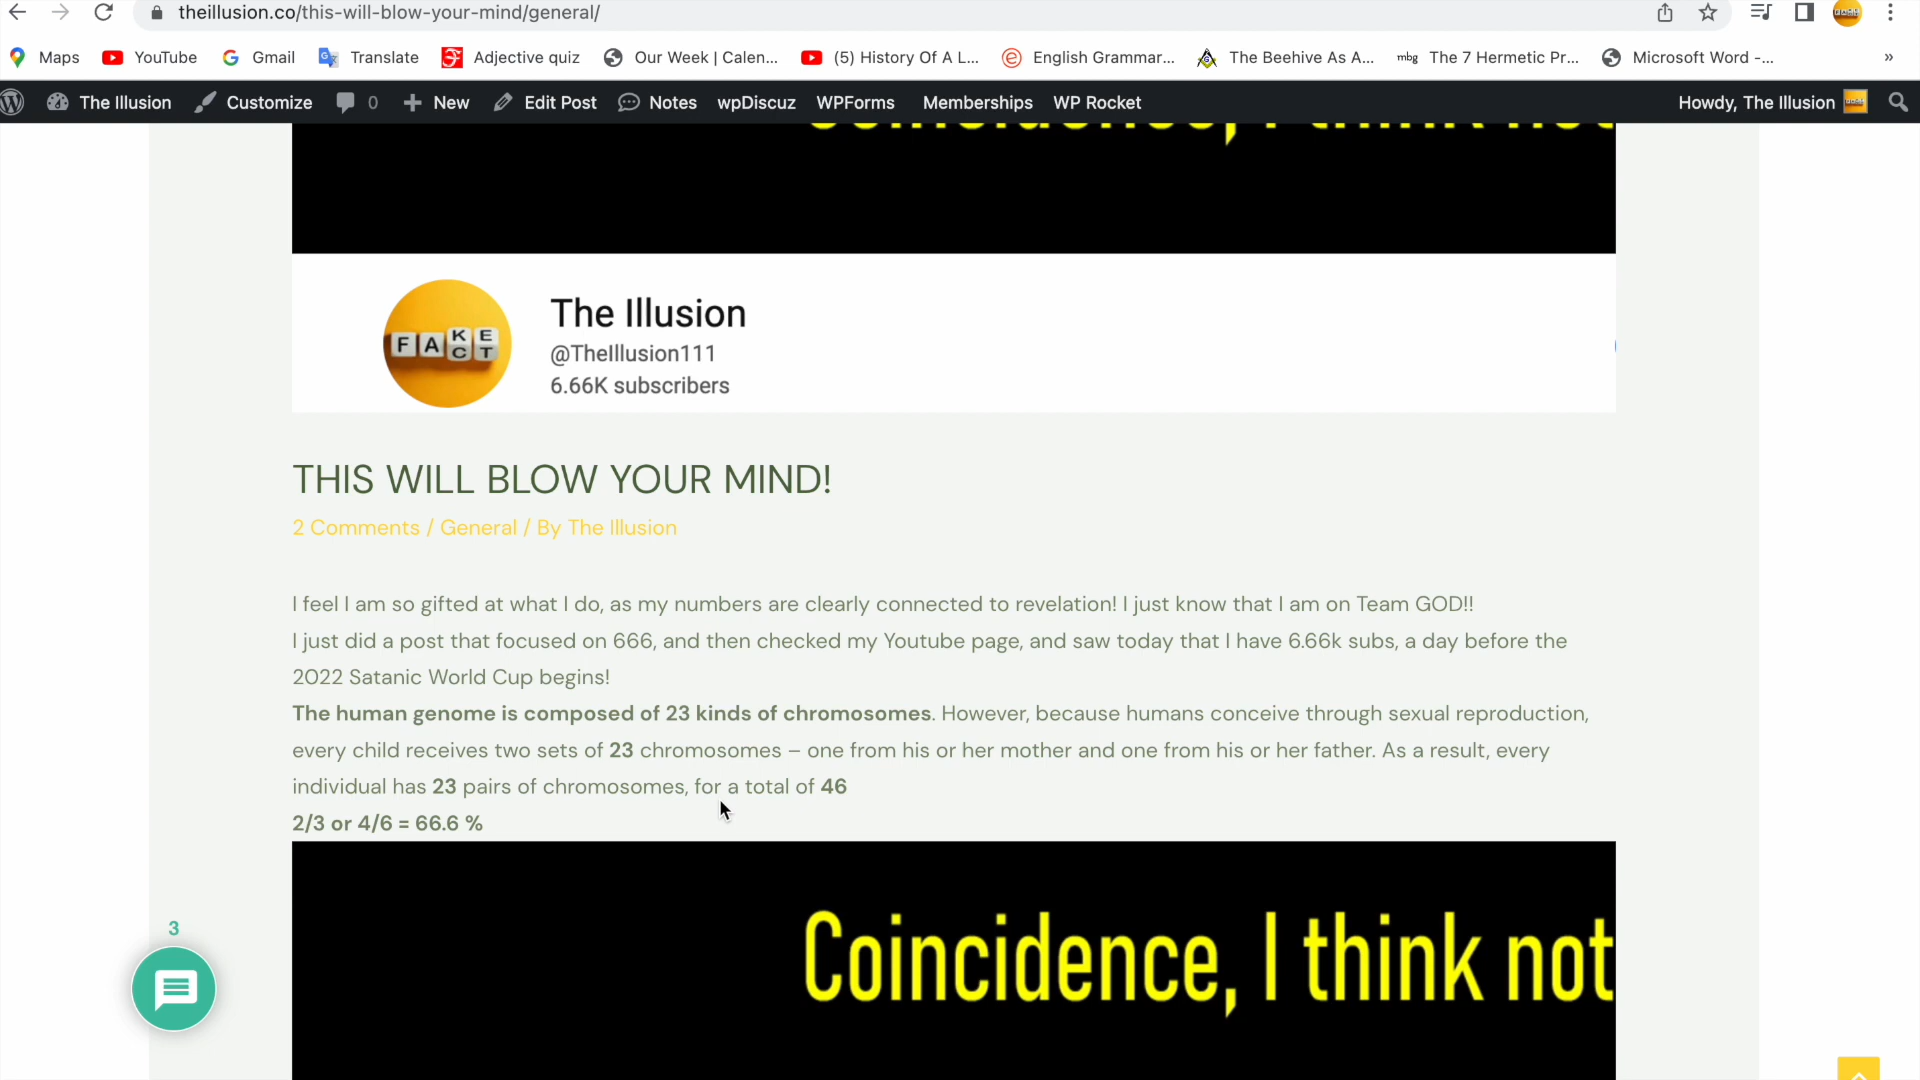 theillusion.co/this-will-blow-your-mind/general/
Maps YouTube Gmail Translate Adjective quiz Our Week | Calen... (5) History Of A L... English Grammar... The Beehive As A... mbg The 7 Hermetic Pr... Microsoft Word -... »
The Illusion Customize 0 New Edit Post Notes wpDiscuz WPForms Memberships WP Rocket Howdy, The Illusion
Coincidence, I think not
FAKE
CT
The Illusion
@TheIllusion111
6.66K subscribers
THIS WILL BLOW YOUR MIND!
2 Comments / General / By The Illusion
I feel I am so gifted at what I do, as my numbers are clearly connected to revelation! I just know that I am on Team GOD!!
I just did a post that focused on 666, and then checked my Youtube page, and saw today that I have 6.66k subs, a day before the
2022 Satanic World Cup begins!
The human genome is composed of 23 kinds of chromosomes. However, because humans conceive through sexual reproduction,
every child receives two sets of 23 chromosomes – one from his or her mother and one from his or her father. As a result, every
individual has 23 pairs of chromosomes, for a total of 46
2/3 or 4/6 = 66.6 %
3
Coincidence, I think not